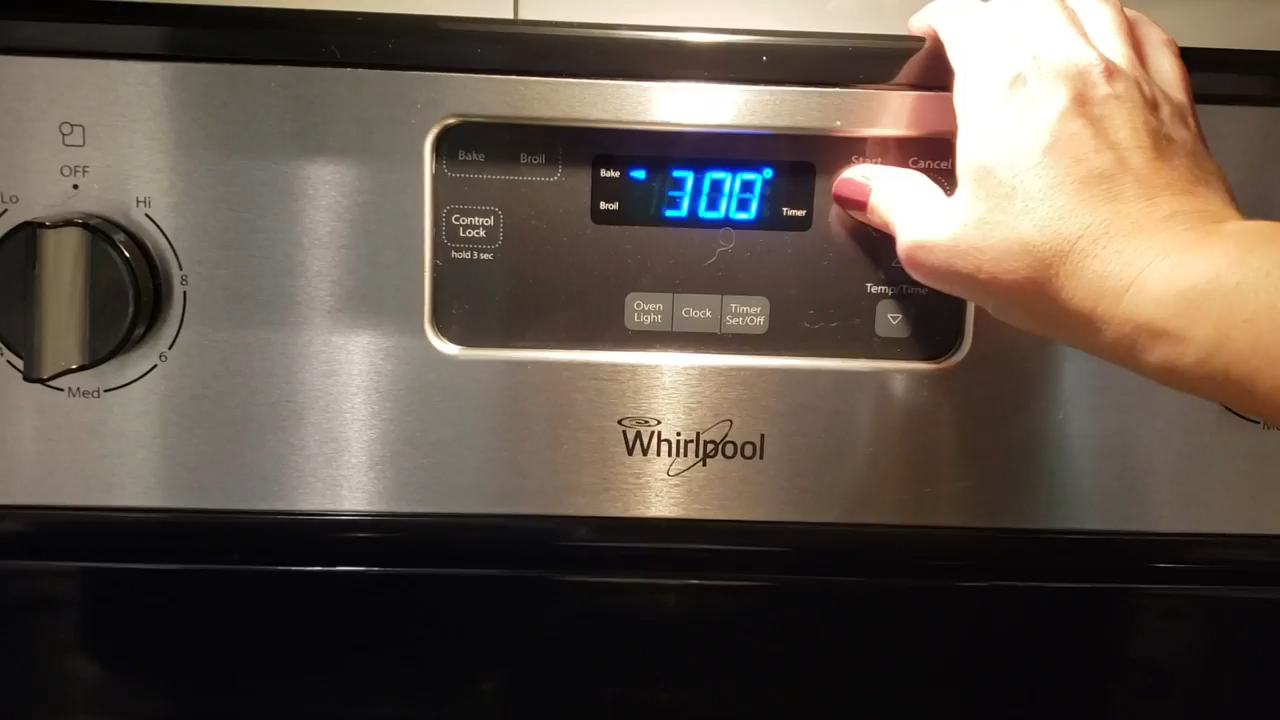 OFF
Lo
Hi
8
6
Med
Bake
Broil
Control
Lock
hold 3 sec
Bake
Broil
308°
Timer
Start
Cancel
Temp/Time
Oven
Light
Clock
Timer
Set/Off
Whirlpool